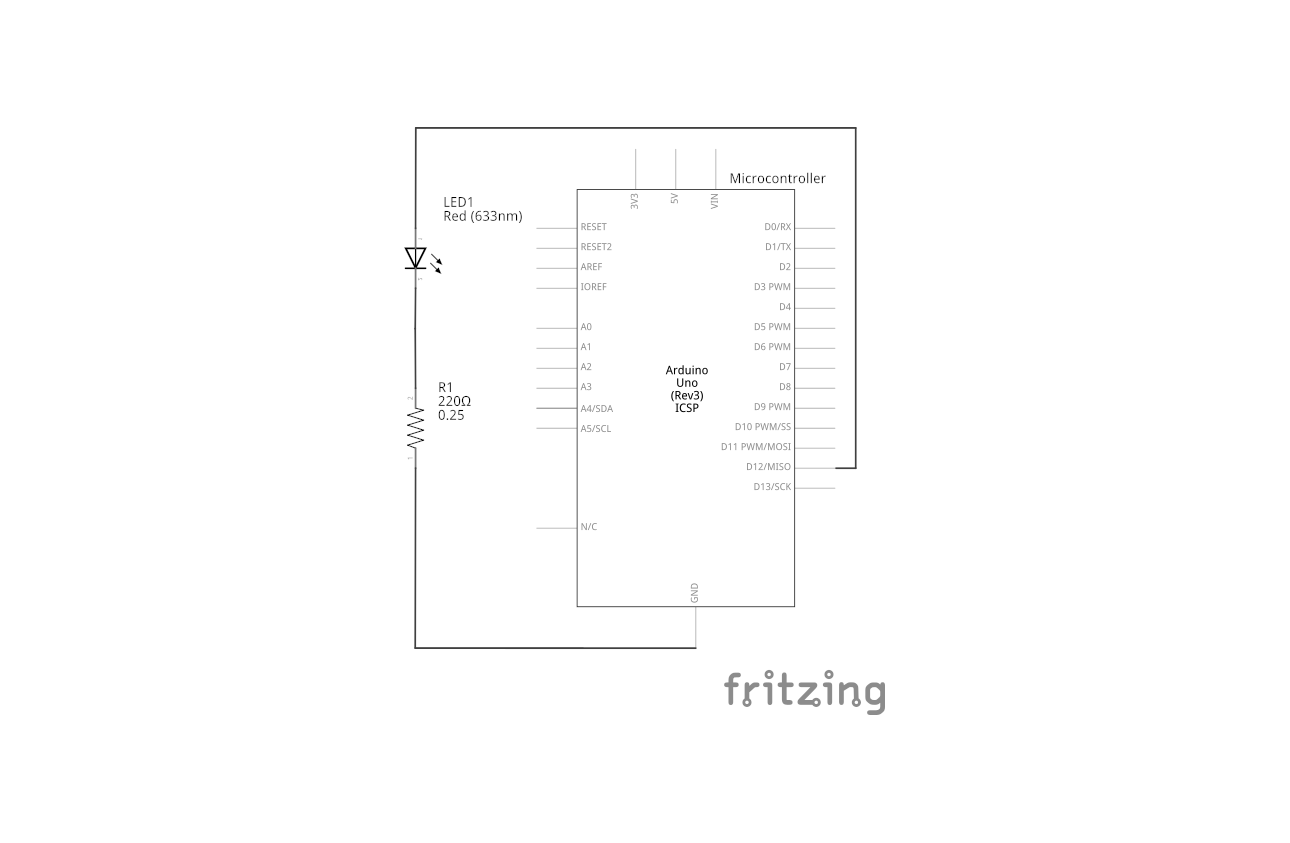 Microcontroller
LED1
Red (633nm)
3V3
5V
VIN
RESET
RESET2
AREF
IOREF
A0
A1
A2
A3
A4/SDA
A5/SCL
N/C
D0/RX
D1/TX
D2
D3 PWM
D4
D5 PWM
D6 PWM
D7
D8
D9 PWM
D10 PWM/SS
D11 PWM/MOSI
D12/MISO
D13/SCK
Arduino
Uno
(Rev3)
ICSP
R1
220Ω
0.25
2
1
GND
fritzing